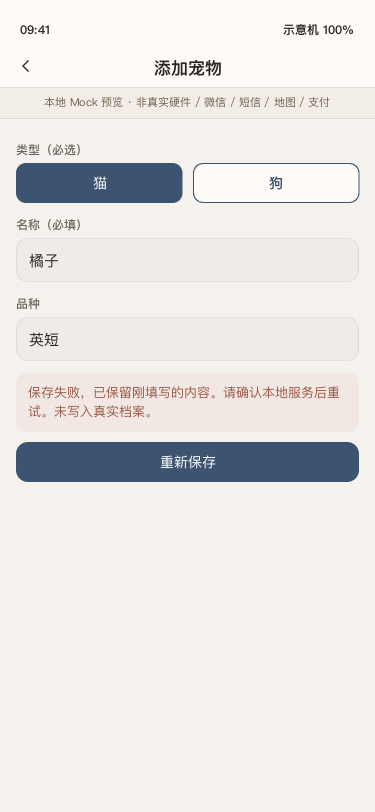 09:41 示意机 100%
添加宠物
本地 Mock 预览 · 非真实硬件 / 微信 / 短信 / 地图 / 支付
类型（必选）
猫 狗
名称（必填）
橘子
品种
英短
保存失败，已保留刚填写的内容。请确认本地服务后重
试。未写入真实档案。
重新保存